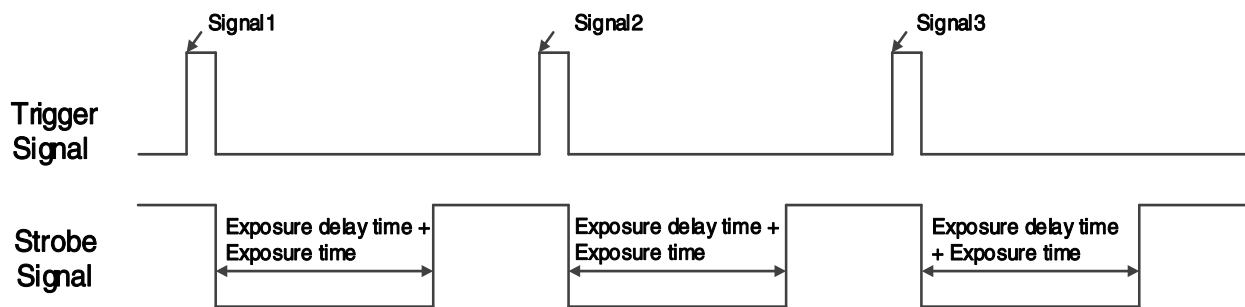 Signal1
Signal2
Signal3
Trigger
Signal
Strobe
Signal
Exposure delay time +
Exposure time
Exposure delay time +
Exposure time
Exposure delay time
+ Exposure time